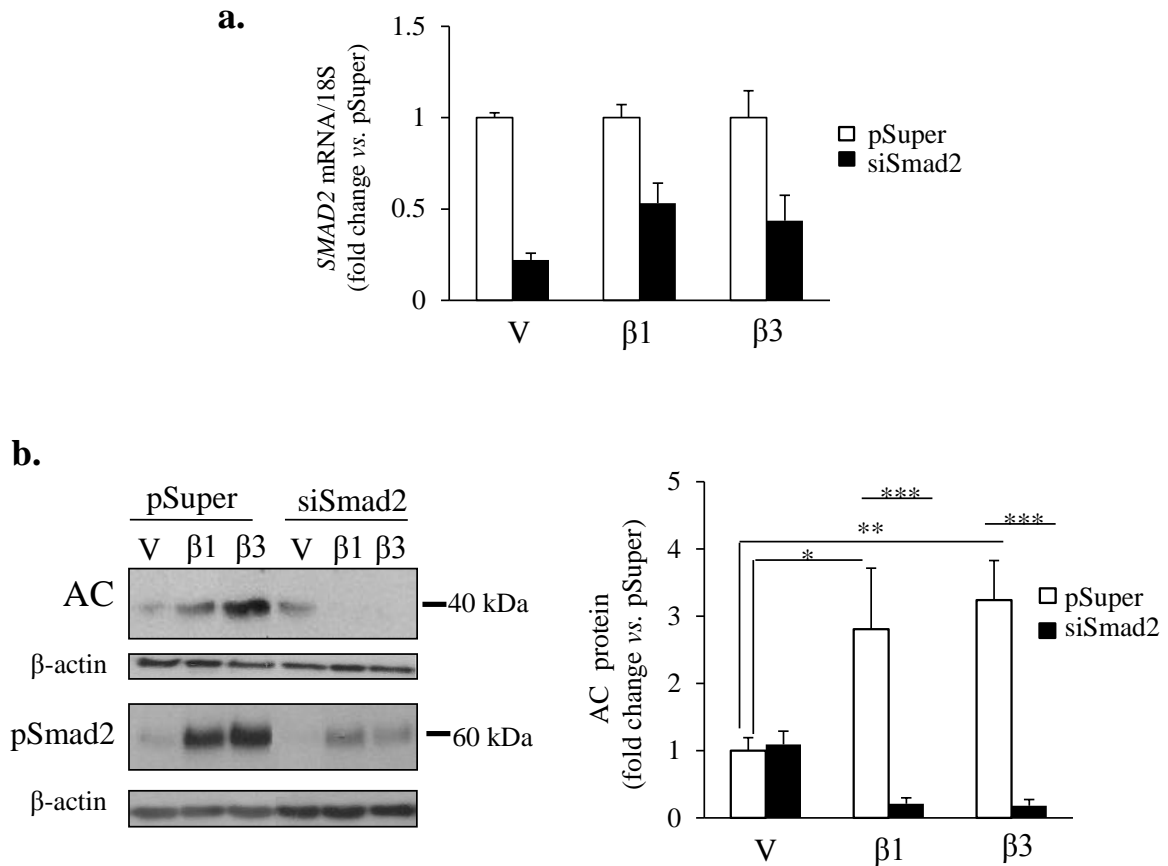 a.
SMAD2 mRNA/18S
(fold change vs. pSuper)
1.5
1
0.5
0
V β1 β3
pSuper
siSmad2
b.
pSuper siSmad2
V β1 β3 V β1 β3
AC 40 kDa
β-actin
pSmad2 60 kDa
β-actin
AC protein
(fold change vs. pSuper)
5
4
3
2
1
0
***
**
***
*
V β1 β3
pSuper
siSmad2